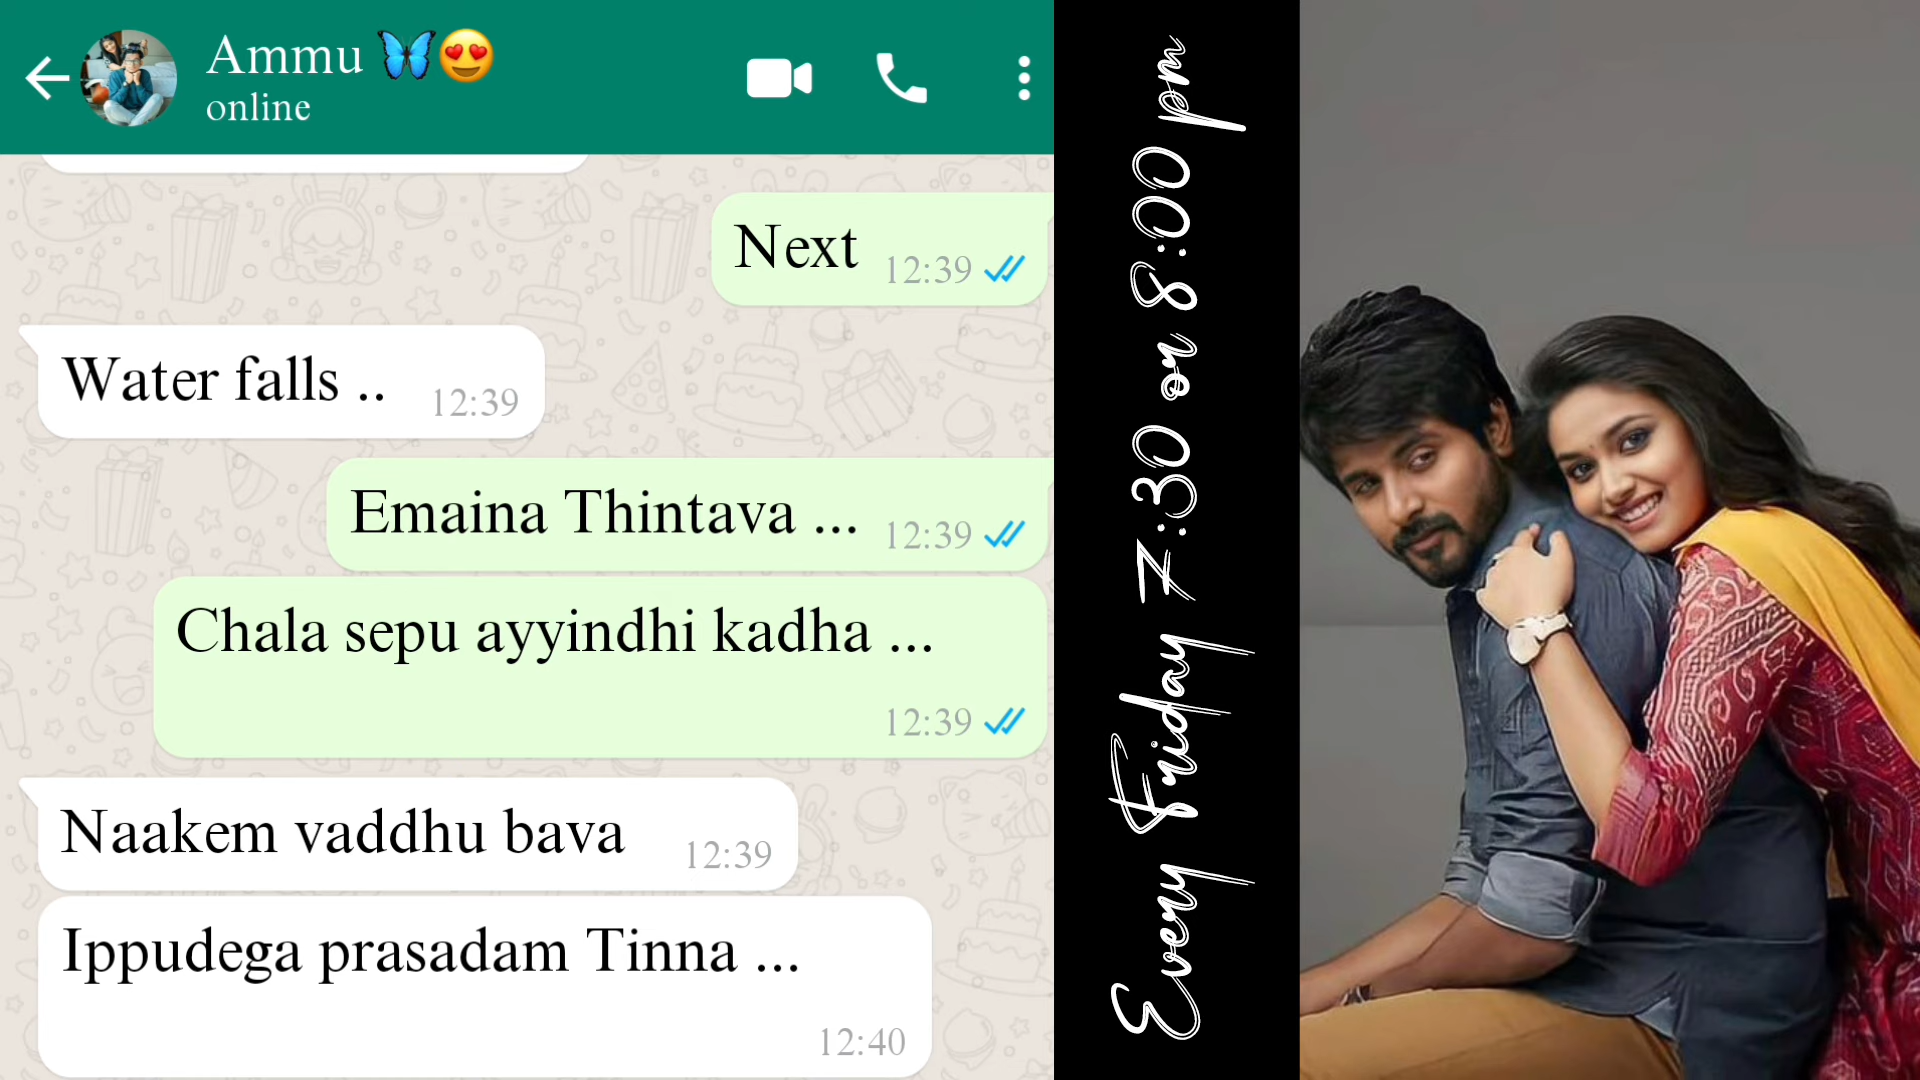 Ammu 🦋😍
online
Next 12:39
Water falls .. 12:39
Emaina Thintava ... 12:39
Chala sepu ayyindhi kadha ...
12:39
Naakem vaddhu bava 12:39
Ippudega prasadam Tinna ...
12:40
Every Friday 7:30 on 8:00 pm